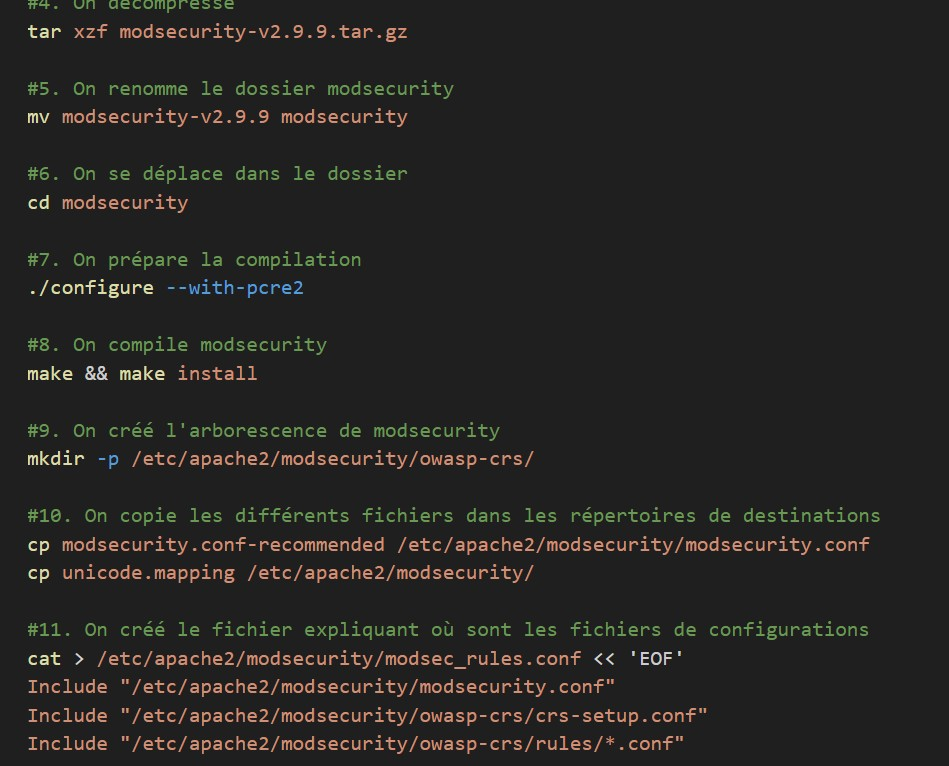 #4. On décompresse
tar xzf modsecurity-v2.9.9.tar.gz
#5. On renomme le dossier modsecurity
mv modsecurity-v2.9.9 modsecurity
#6. On se déplace dans le dossier
cd modsecurity
#7. On prépare la compilation
./configure --with-pcre2
#8. On compile modsecurity
make && make install
#9. On créé l'arborescence de modsecurity
mkdir -p /etc/apache2/modsecurity/owasp-crs/
#10. On copie les différents fichiers dans les répertoires de destinations
cp modsecurity.conf-recommended /etc/apache2/modsecurity/modsecurity.conf
cp unicode.mapping /etc/apache2/modsecurity/
#11. On créé le fichier expliquant où sont les fichiers de configurations
cat > /etc/apache2/modsecurity/modsec_rules.conf << 'EOF'
Include "/etc/apache2/modsecurity/modsecurity.conf"
Include "/etc/apache2/modsecurity/owasp-crs/crs-setup.conf"
Include "/etc/apache2/modsecurity/owasp-crs/rules/*.conf"